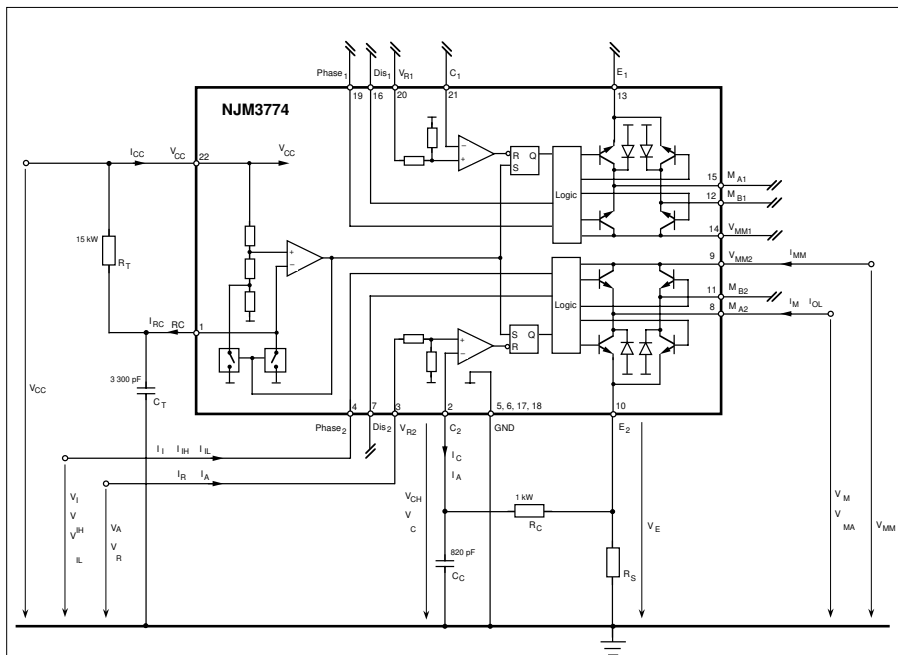 Phase1 Dis1 VR1 C1 E1
19 16 20 21 13
NJM3774
ICC VCC 22 VCC
R Q
S
Logic
15 MA1
12 MB1
14 VMM1
15 kW
RT
9 VMM2 IMM
11 MB2
8 MA2 IM IOL
Logic
S Q
R
+
−
IRC RC 1
3 300 pF
CT
VCC
4 7 3 2 5, 6, 17, 18 10
Phase2 Dis2 VR2 C2 GND E2
II IIH IIL
IR IA
IC
IA
VI
V
IH
V
IL
VA
V
R
VCH
V
C
1 kW
RC
820 pF
CC
RS
VE
VM
V
MA
VMM